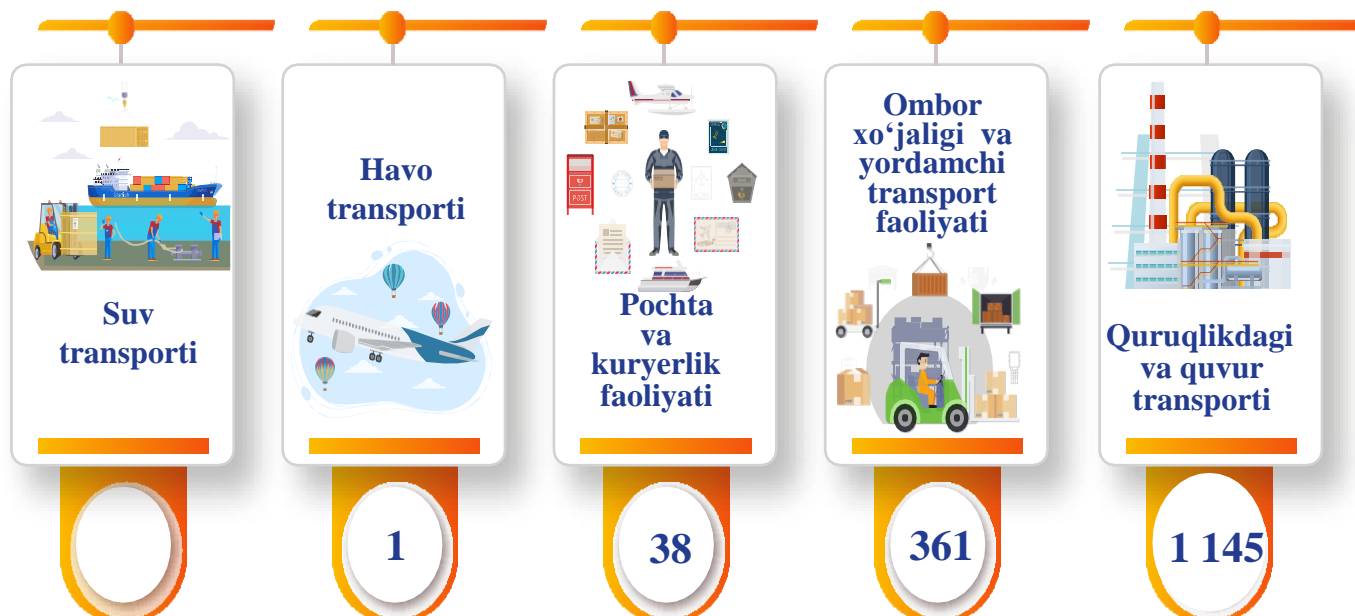 Suv
transporti
Havo
transporti
1
Pochta
va
kuryerlik
faoliyati
38
Ombor
xo‘jaligi va
yordamchi
transport
faoliyati
361
Quruqlikdagi
va quvur
transporti
1 145
POST